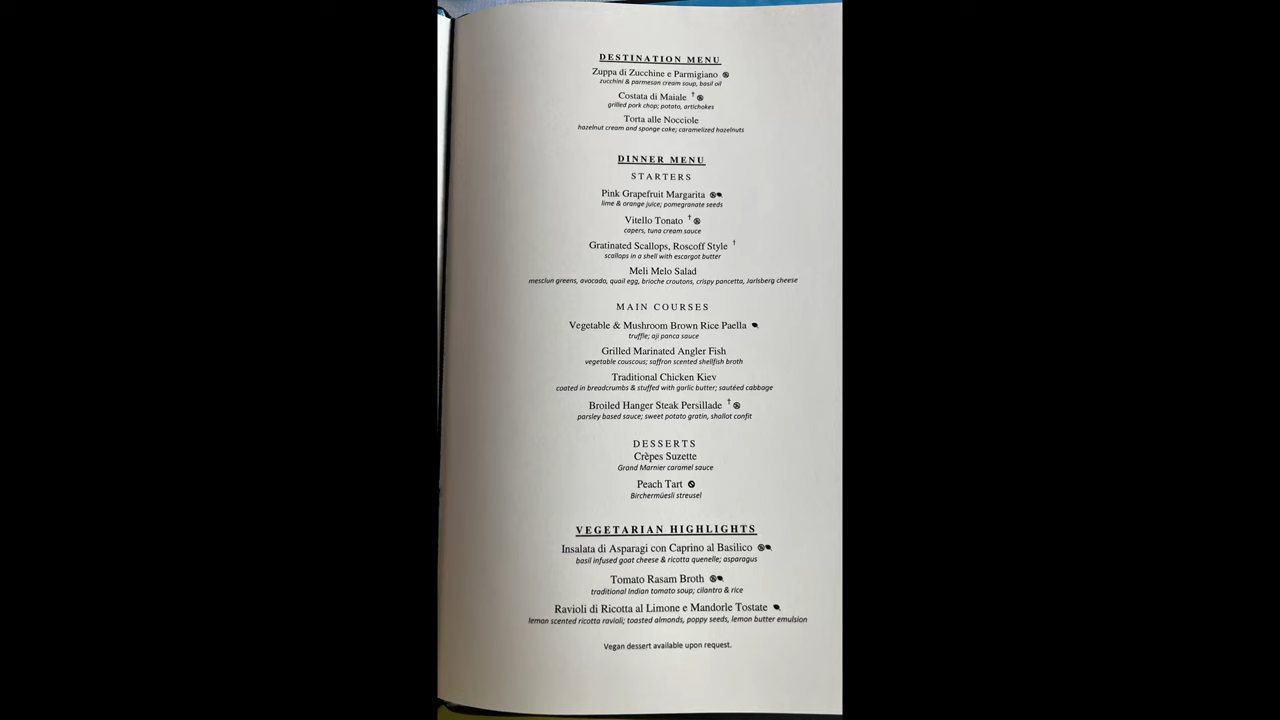 DESTINATION MENU
Zuppa di Zucchine e Parmigiano
zucchini & parmesan cream soup, basil oil
Costata di Maiale †
grilled pork chop; potato, artichokes
Torta alle Nocciole
hazelnut cream and sponge cake; caramelized hazelnuts
DINNER MENU
STARTERS
Pink Grapefruit Margarita
lime & orange juice; pomegranate seeds
Vitello Tonato †
capers, tuna cream sauce
Gratinated Scallops, Roscoff Style †
scallops in a shell with escargot butter
Meli Melo Salad
mesclun greens, avocado, quail egg, brioche croutons, crispy pancetta, Jarlsberg cheese
MAIN COURSES
Vegetable & Mushroom Brown Rice Paella
truffle; aji panca sauce
Grilled Marinated Angler Fish
vegetable couscous; saffron scented shellfish broth
Traditional Chicken Kiev
coated in breadcrumbs & stuffed with garlic butter; sautéed cabbage
Broiled Hanger Steak Persillade †
parsley based sauce; sweet potato gratin, shallot confit
DESSERTS
Crèpes Suzette
Grand Marnier caramel sauce
Peach Tart
Birchermüesli streusel
VEGETARIAN HIGHLIGHTS
Insalata di Asparagi con Caprino al Basilico
basil infused goat cheese & ricotta quenelle; asparagus
Tomato Rasam Broth
traditional Indian tomato soup; cilantro & rice
Ravioli di Ricotta al Limone e Mandorle Tostate
lemon scented ricotta ravioli; toasted almonds, poppy seeds, lemon butter emulsion
Vegan dessert available upon request.